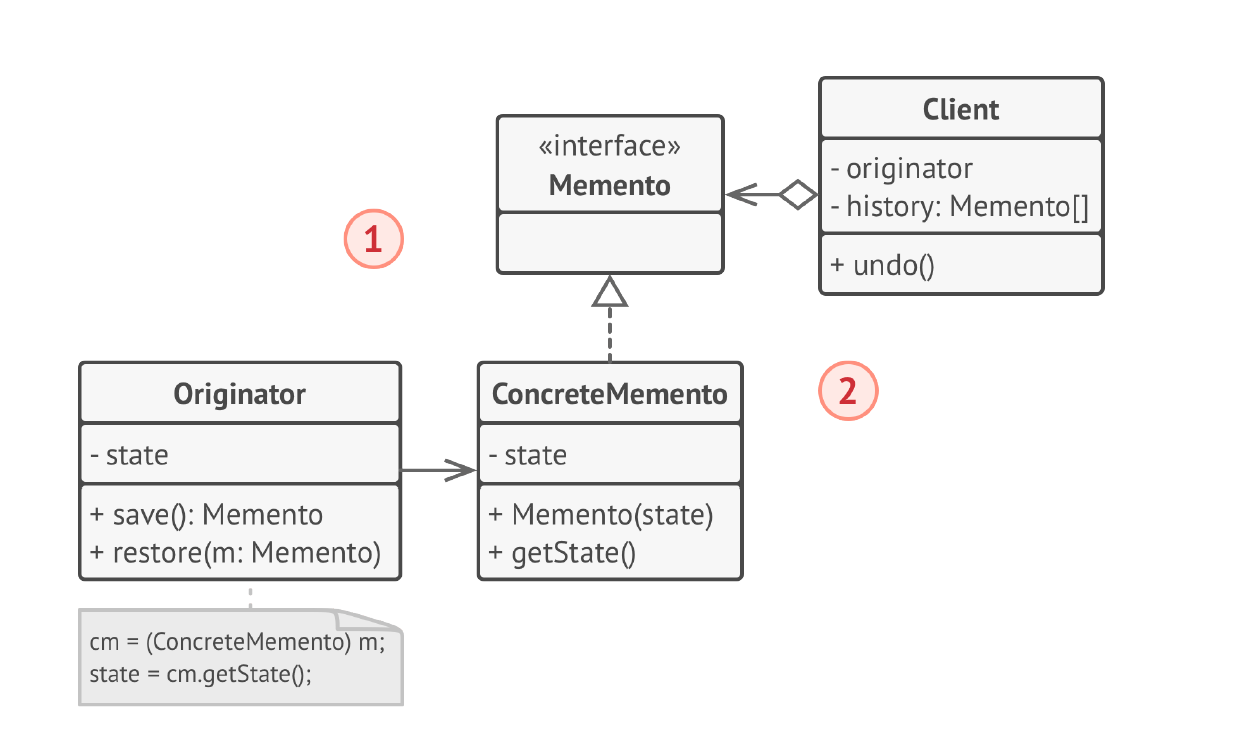 «interface»
Memento
Client
- originator
- history: Memento[]
+ undo()
1
Originator
- state
+ save(): Memento
+ restore(m: Memento)
ConcreteMemento
- state
+ Memento(state)
+ getState()
2
cm = (ConcreteMemento) m;
state = cm.getState();